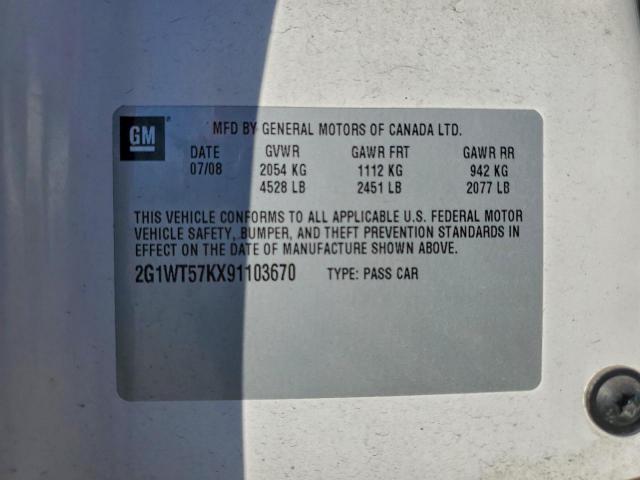 GM ®
MFD BY GENERAL MOTORS OF CANADA LTD.
DATE GVWR GAWR FRT GAWR RR
07/08 2054 KG 1112 KG 942 KG
4528 LB 2451 LB 2077 LB
THIS VEHICLE CONFORMS TO ALL APPLICABLE U.S. FEDERAL MOTOR
VEHICLE SAFETY, BUMPER, AND THEFT PREVENTION STANDARDS IN
EFFECT ON THE DATE OF MANUFACTURE SHOWN ABOVE.
2G1WT57KX91103670 TYPE: PASS CAR